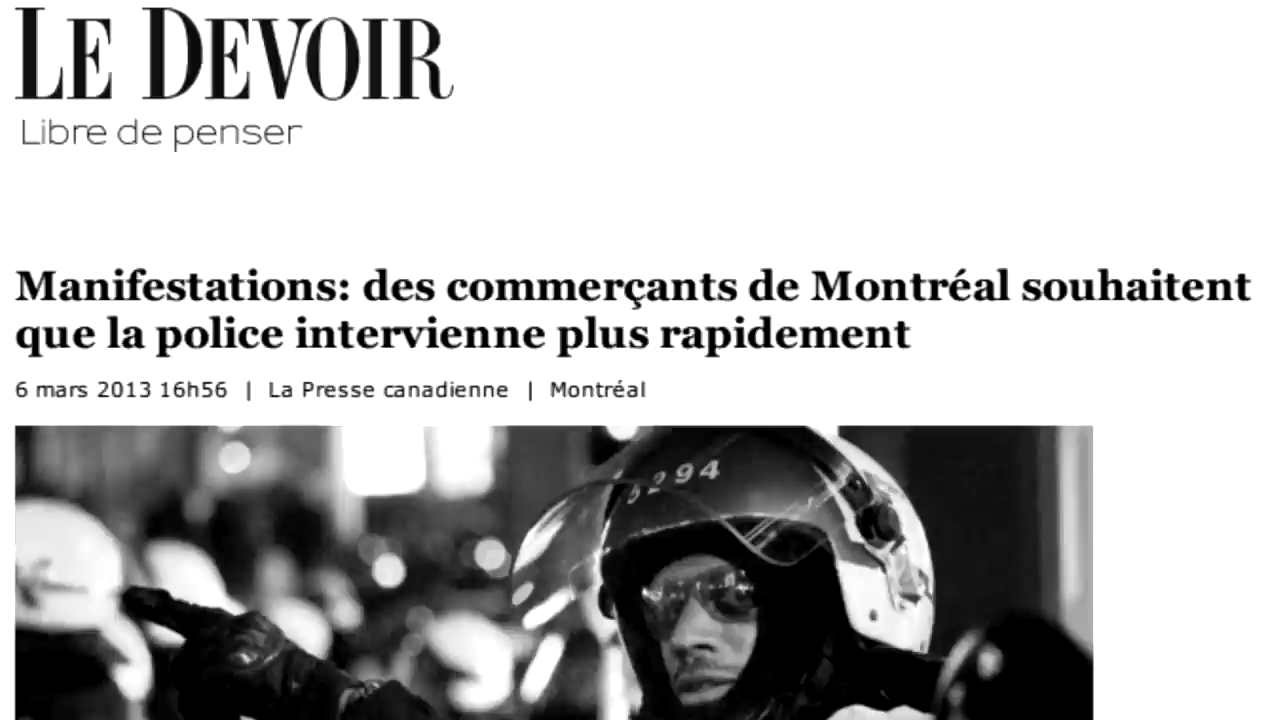 LE DEVOIR
Libre de penser
Manifestations: des commerçants de Montréal souhaitent
que la police intervienne plus rapidement
6 mars 2013 16h56 | La Presse canadienne | Montréal
5294